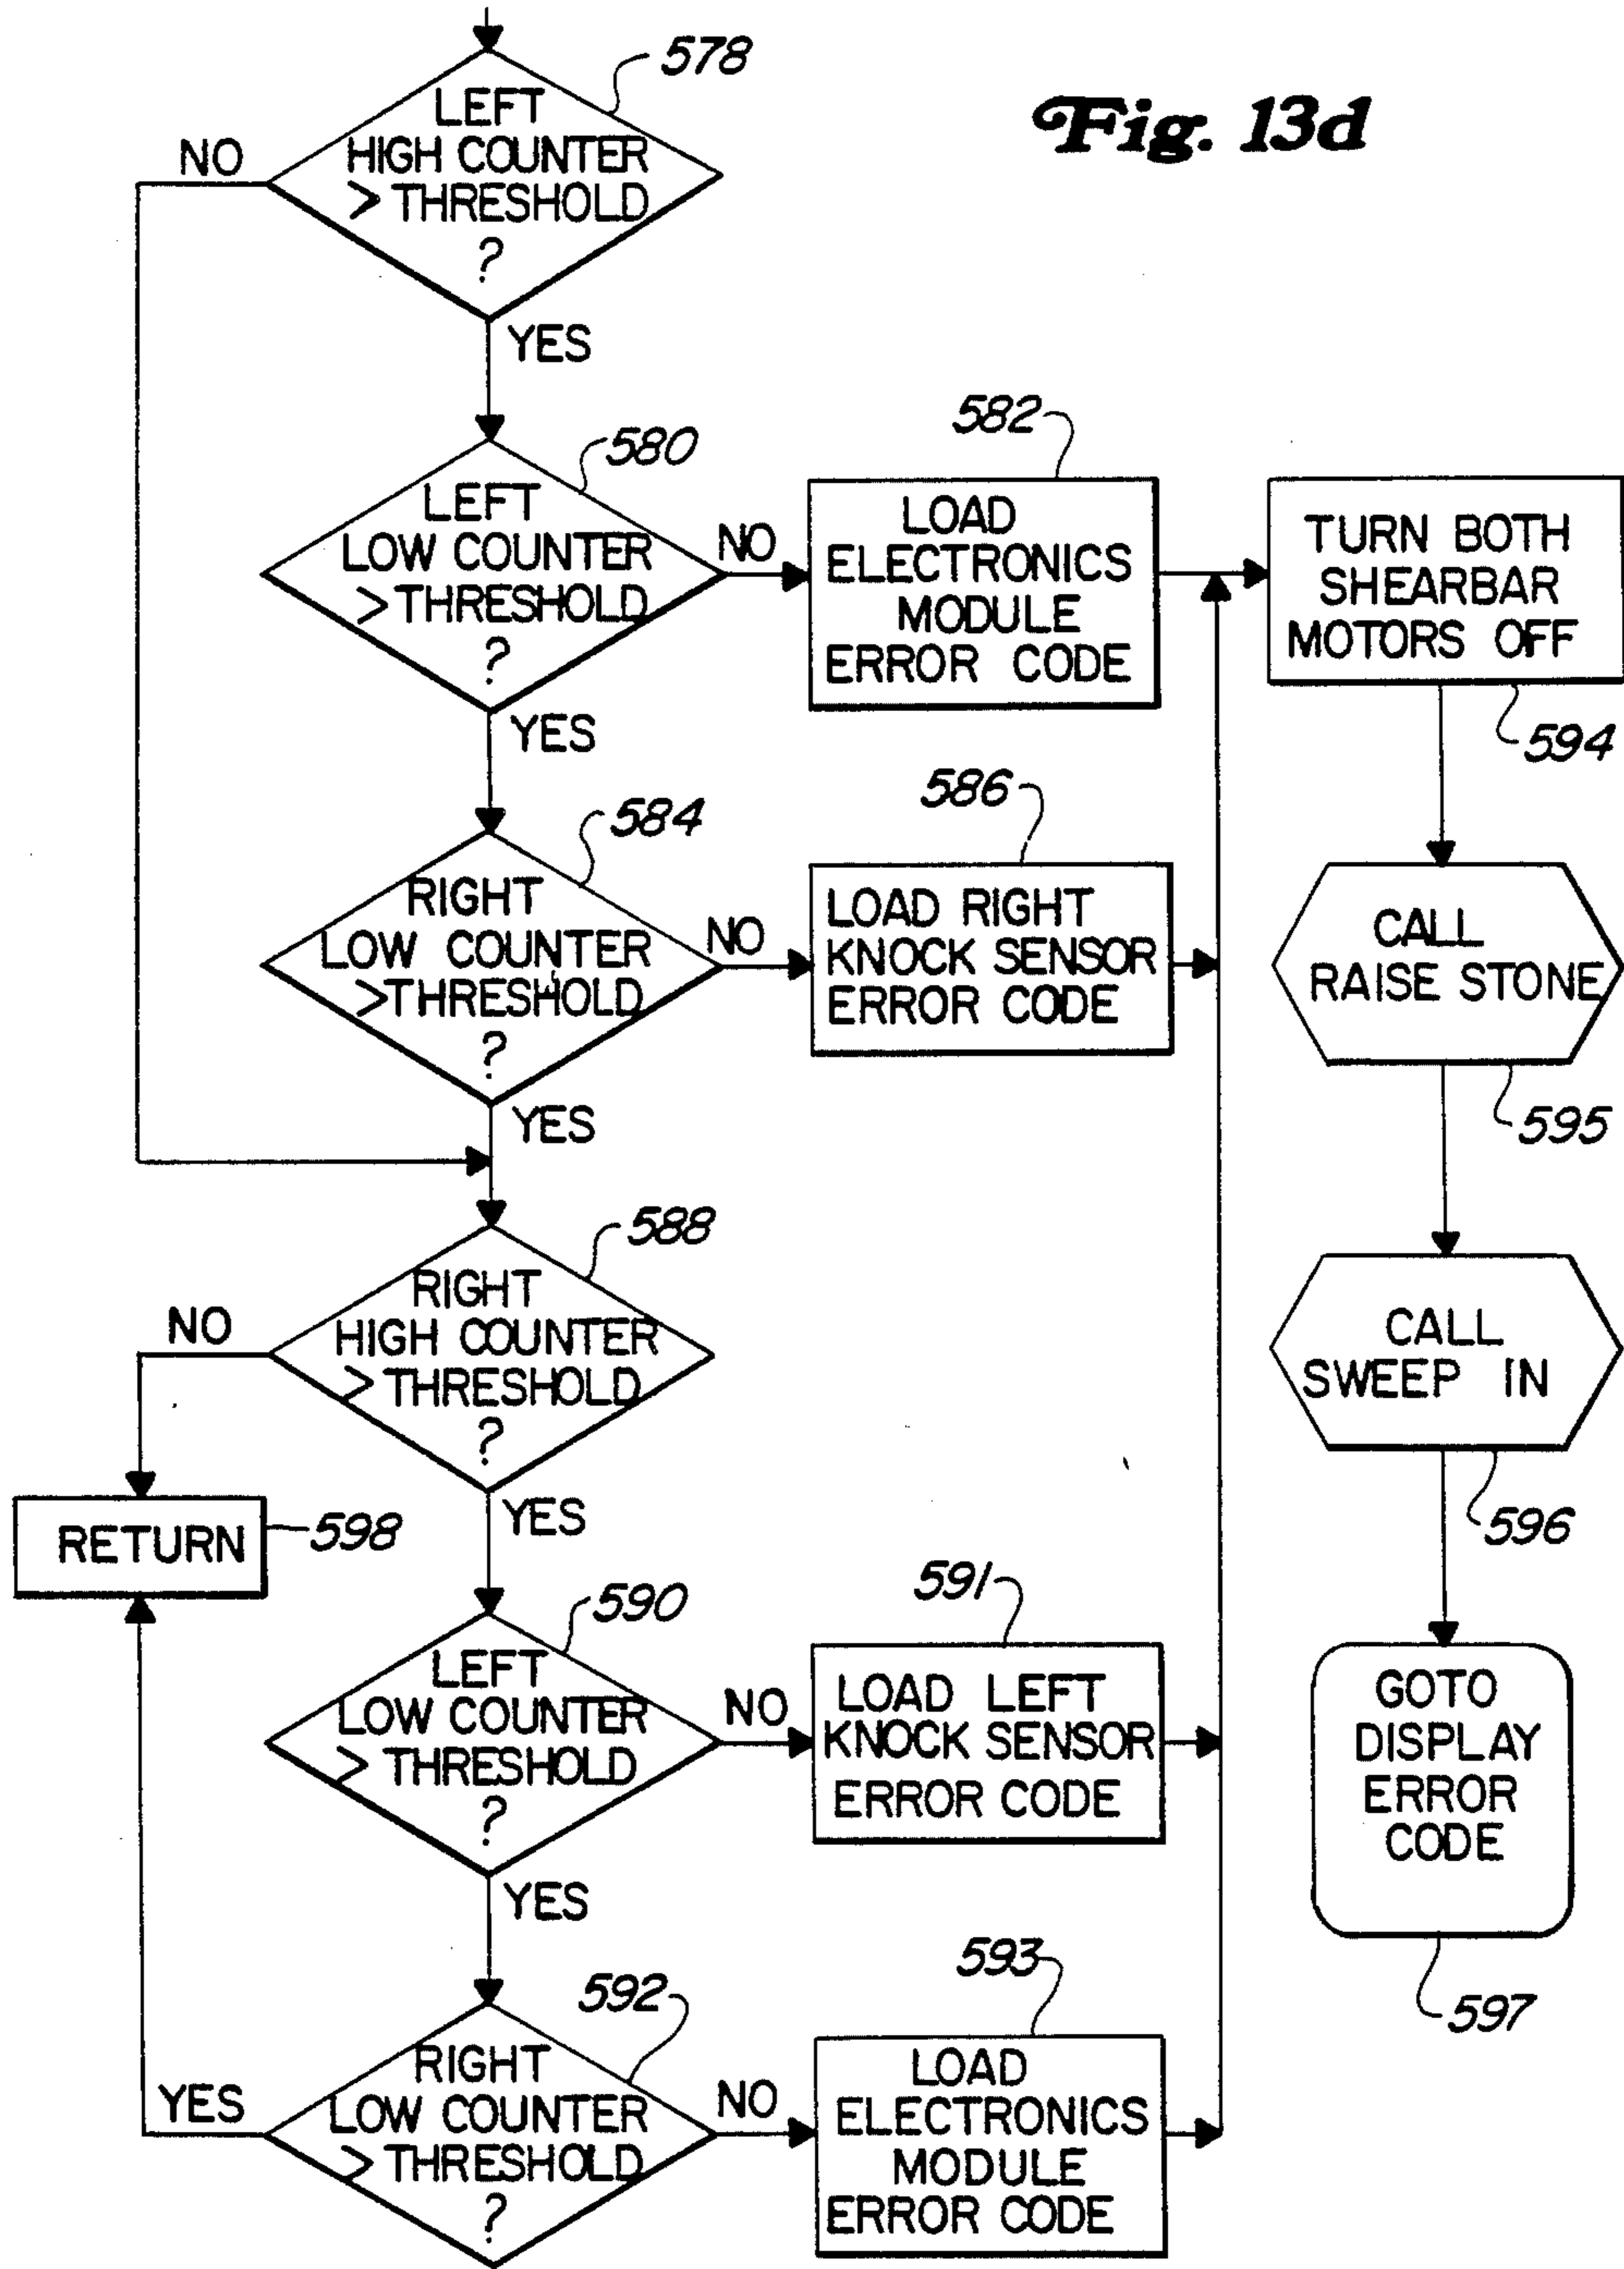 Fig. 13d
578
LEFT
HIGH COUNTER
> THRESHOLD
?
NO
YES
580
LEFT
LOW COUNTER
> THRESHOLD
?
NO
YES
582
LOAD
ELECTRONICS
MODULE
ERROR CODE
TURN BOTH
SHEARBAR
MOTORS OFF
594
584
RIGHT
LOW COUNTER
> THRESHOLD
?
NO
YES
586
LOAD RIGHT
KNOCK SENSOR
ERROR CODE
CALL
RAISE STONE
595
588
RIGHT
HIGH COUNTER
> THRESHOLD
?
NO
YES
RETURN
598
CALL
SWEEP IN
596
590
LEFT
LOW COUNTER
> THRESHOLD
?
NO
YES
591
LOAD LEFT
KNOCK SENSOR
ERROR CODE
GOTO
DISPLAY
ERROR
CODE
597
592
RIGHT
LOW COUNTER
> THRESHOLD
?
YES
NO
593
LOAD
ELECTRONICS
MODULE
ERROR CODE